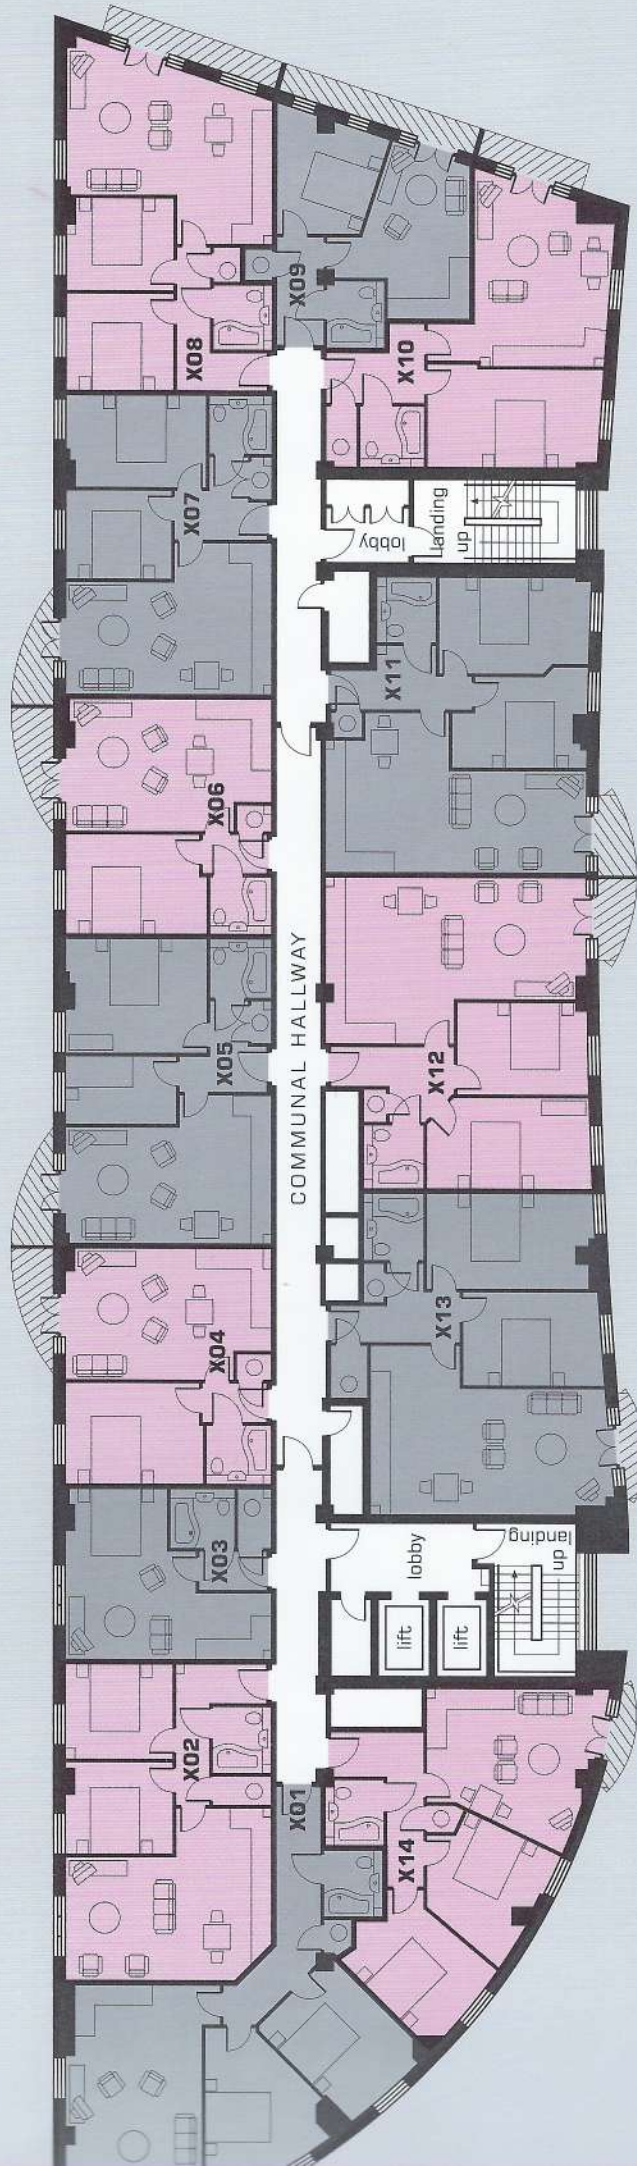 X08
X09
X10
X07
lobby
landing
up
X11
X06
COMMUNAL HALLWAY
X05
X12
X04
X13
X03
lobby
landing
dn
lift
lift
X02
X01
X14